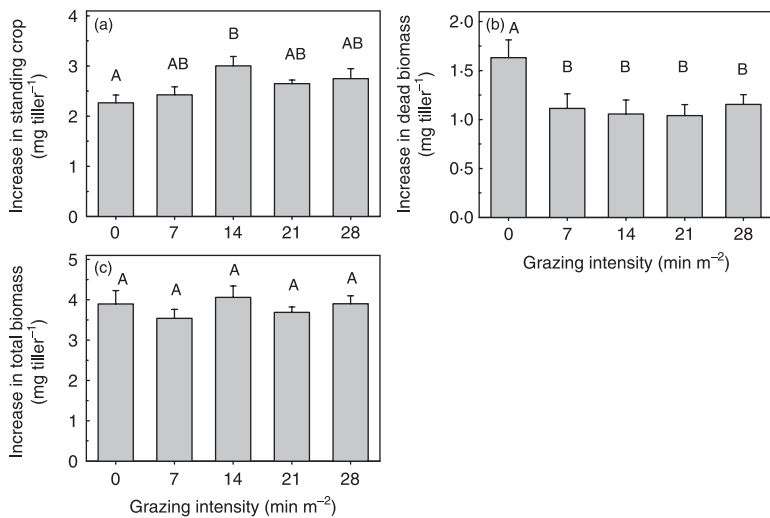 (a)
Increase in standing crop
(mg tiller⁻¹)
4
3
2
1
0
A
AB
B
AB
AB
0 7 14 21 28
(b)
Increase in dead biomass
(mg tiller⁻¹)
2·0
1·5
1·0
0·5
0·0
A
B
B
B
B
0 7 14 21 28
Grazing intensity (min m⁻²)
(c)
Increase in total biomass
(mg tiller⁻¹)
5
4
3
2
1
0
A
A
A
A
A
0 7 14 21 28
Grazing intensity (min m⁻²)